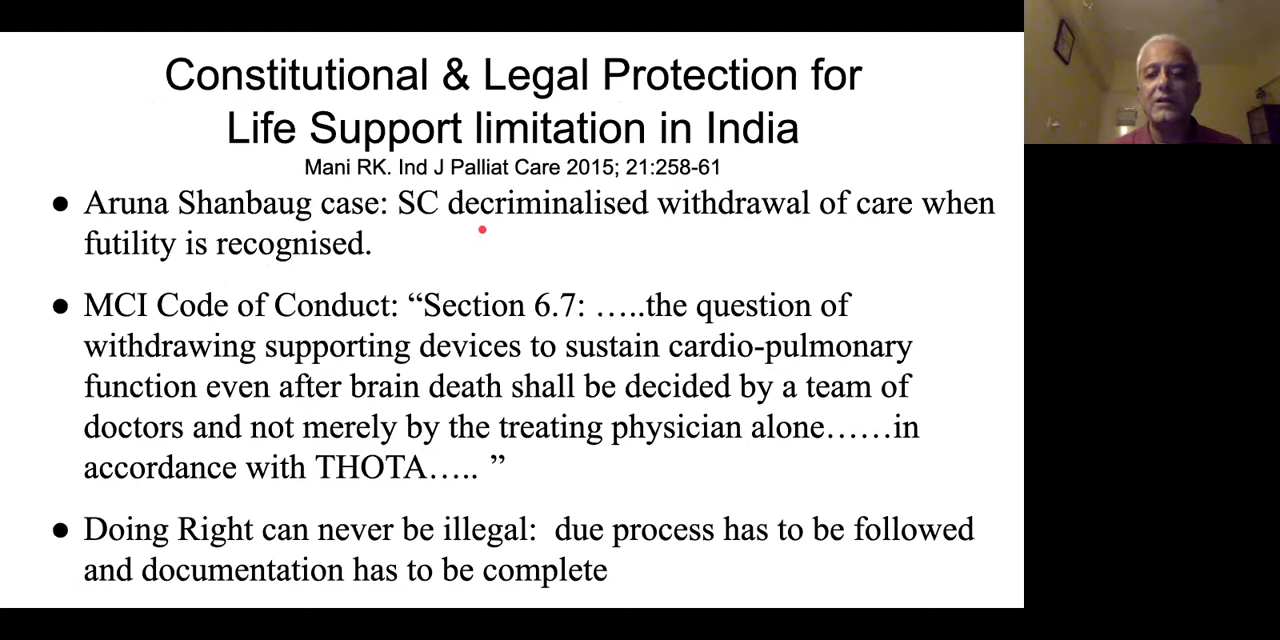 Constitutional & Legal Protection for
Life Support limitation in India
Mani RK. Ind J Palliat Care 2015; 21:258-61
● Aruna Shanbaug case: SC decriminalised withdrawal of care when
futility is recognised.
● MCI Code of Conduct: “Section 6.7: …..the question of
withdrawing supporting devices to sustain cardio-pulmonary
function even after brain death shall be decided by a team of
doctors and not merely by the treating physician alone……in
accordance with THOTA….. ”
● Doing Right can never be illegal: due process has to be followed
and documentation has to be complete